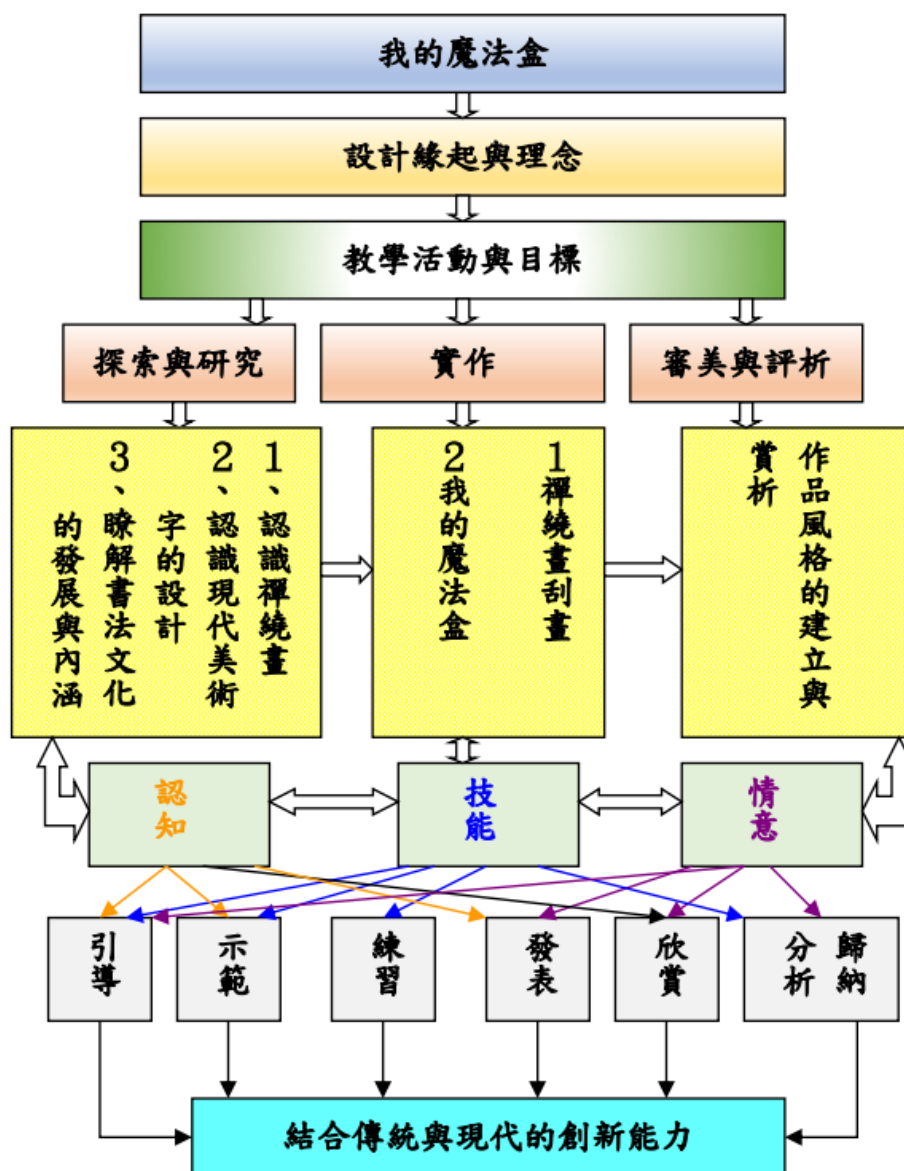 我的魔法盒
設計緣起與理念
教學活動與目標
探索與研究
實作
審美與評析
1、認識禪繞畫
2、認識現代美術
字的設計
3、瞭解書法文化
的發展與內涵
1禪繞畫刮畫
2我的魔法盒
作品風格的建立與
賞析
認知
技能
情意
引導
示範
練習
發表
欣賞
歸納
分析
結合傳統與現代的創新能力